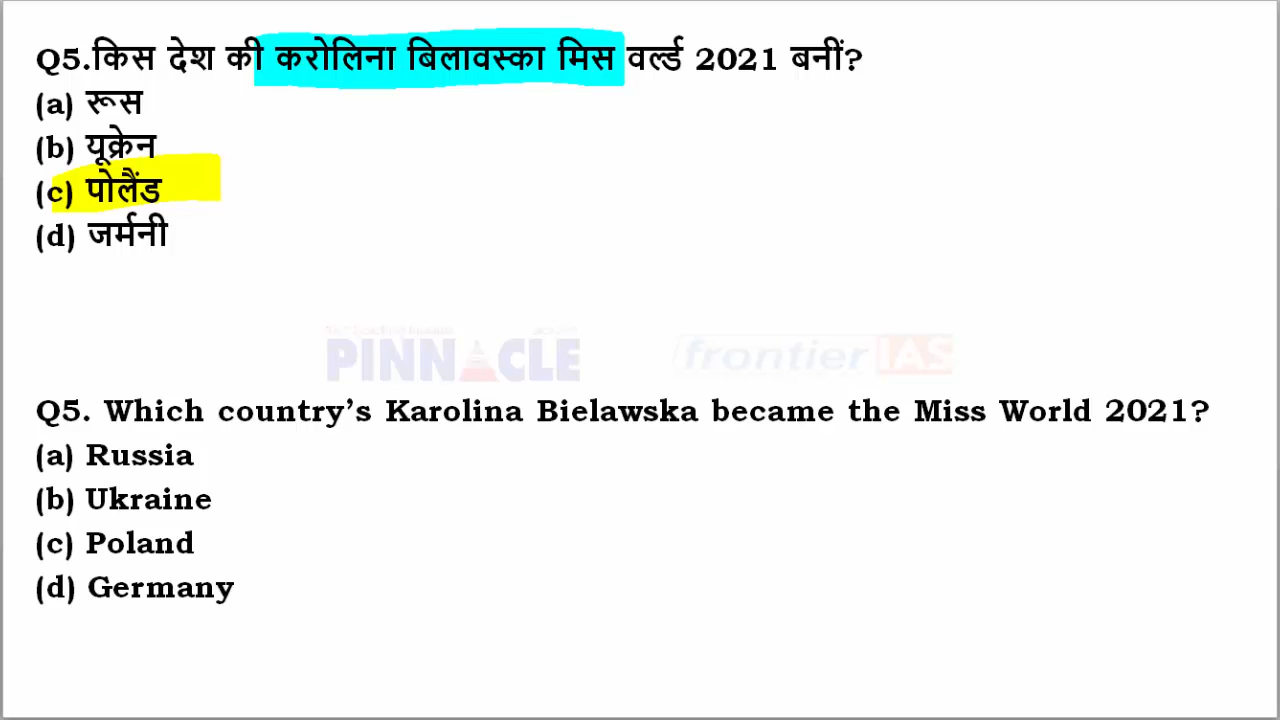 Q5.किस देश की करोलिना बिलावस्का मिस वर्ल्ड 2021 बनीं?
(a) रूस
(b) यूक्रेन
(c) पोलैंड
(d) जर्मनी
PINNACLE frontier IAS
Q5. Which country’s Karolina Bielawska became the Miss World 2021?
(a) Russia
(b) Ukraine
(c) Poland
(d) Germany